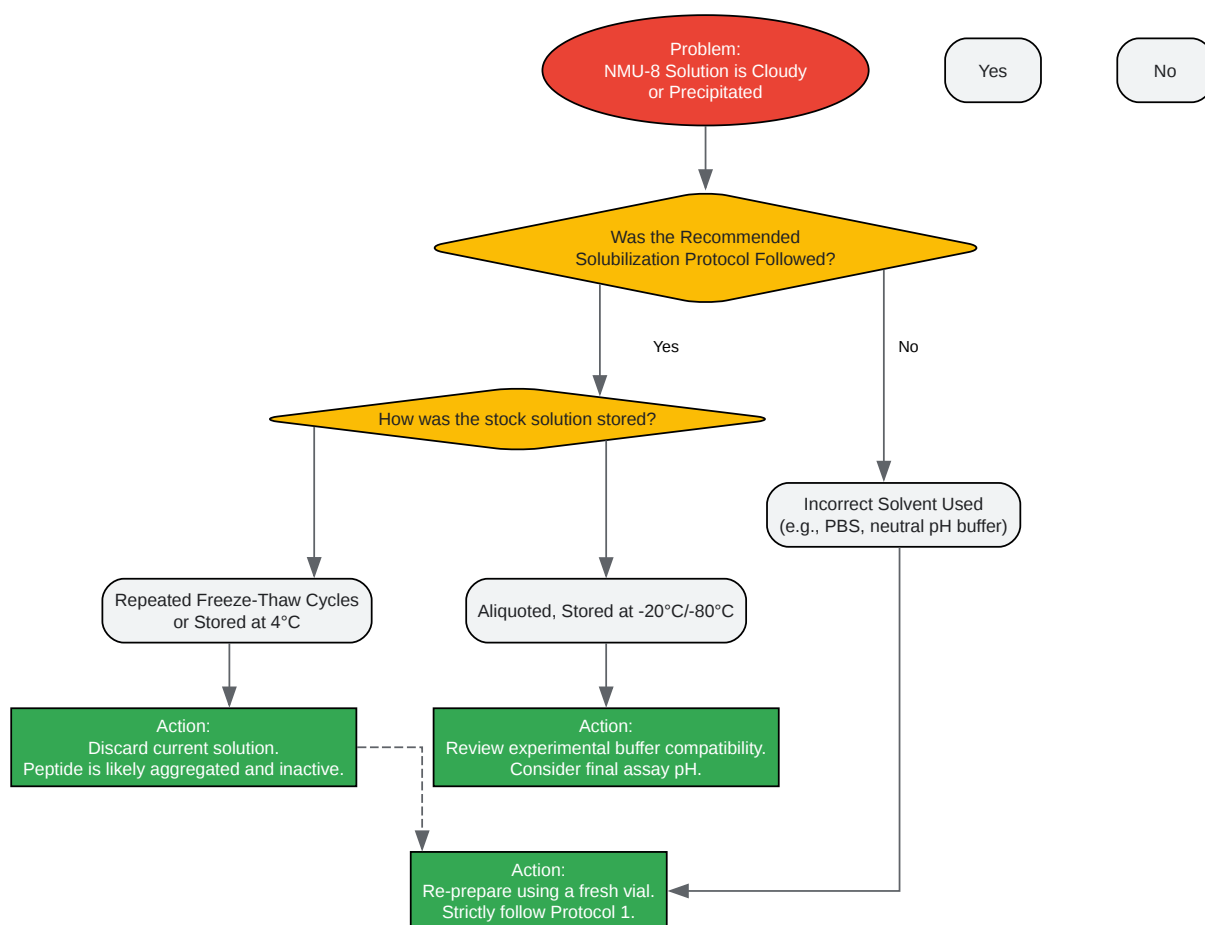 Problem:
NMU-8 Solution is Cloudy
or Precipitated
Yes
No
Was the Recommended
Solubilization Protocol Followed?
Yes
No
How was the stock solution stored?
Incorrect Solvent Used
(e.g., PBS, neutral pH buffer)
Repeated Freeze-Thaw Cycles
or Stored at 4°C
Aliquoted, Stored at -20°C/-80°C
Action:
Discard current solution.
Peptide is likely aggregated and inactive.
Action:
Review experimental buffer compatibility.
Consider final assay pH.
Action:
Re-prepare using a fresh vial.
Strictly follow Protocol 1.